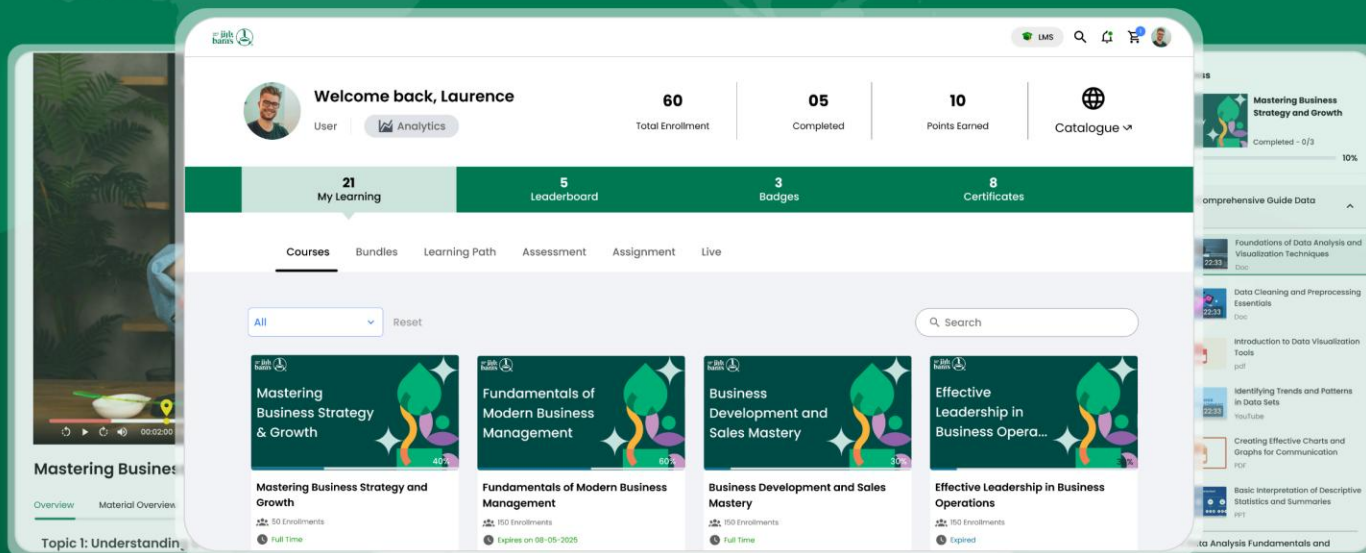 barns
LMS
Welcome back, Laurence
User
Analytics
60
Total Enrollment
05
Completed
10
Points Earned
Catalogue
21
My Learning
5
Leaderboard
3
Badges
8
Certificates
Courses
Bundles
Learning Path
Assessment
Assignment
Live
All
Reset
Search
Mastering
Business Strategy
& Growth
40%
Mastering Business Strategy and
Growth
50 Enrollments
Full Time
Fundamentals of
Modern Business
Management
60%
Fundamentals of Modern Business
Management
150 Enrollments
Expires on 08-05-2025
Business
Development and
Sales Mastery
30%
Business Development and Sales
Mastery
150 Enrollments
Full Time
Effective
Leadership in
Business Opera...
Effective Leadership in Business
Operations
150 Enrollments
Expired
00:02:00
Mastering Busines
Overview
Material Overview
Topic 1: Understandin
Mastering Business
Strategy and Growth
Completed - 0/3
10%
omprehensive Guide Data
Foundations of Data Analysis and
Visualization Techniques
22:33
Doc
Data Cleaning and Preprocessing
Essentials
22:33
Doc
Introduction to Data Visualization
Tools
pdf
Identifying Trends and Patterns
in Data Sets
22:33
YouTube
Creating Effective Charts and
Graphs for Communication
PDF
Basic Interpretation of Descriptive
Statistics and Summaries
PPT
ta Analysis Fundamentals and